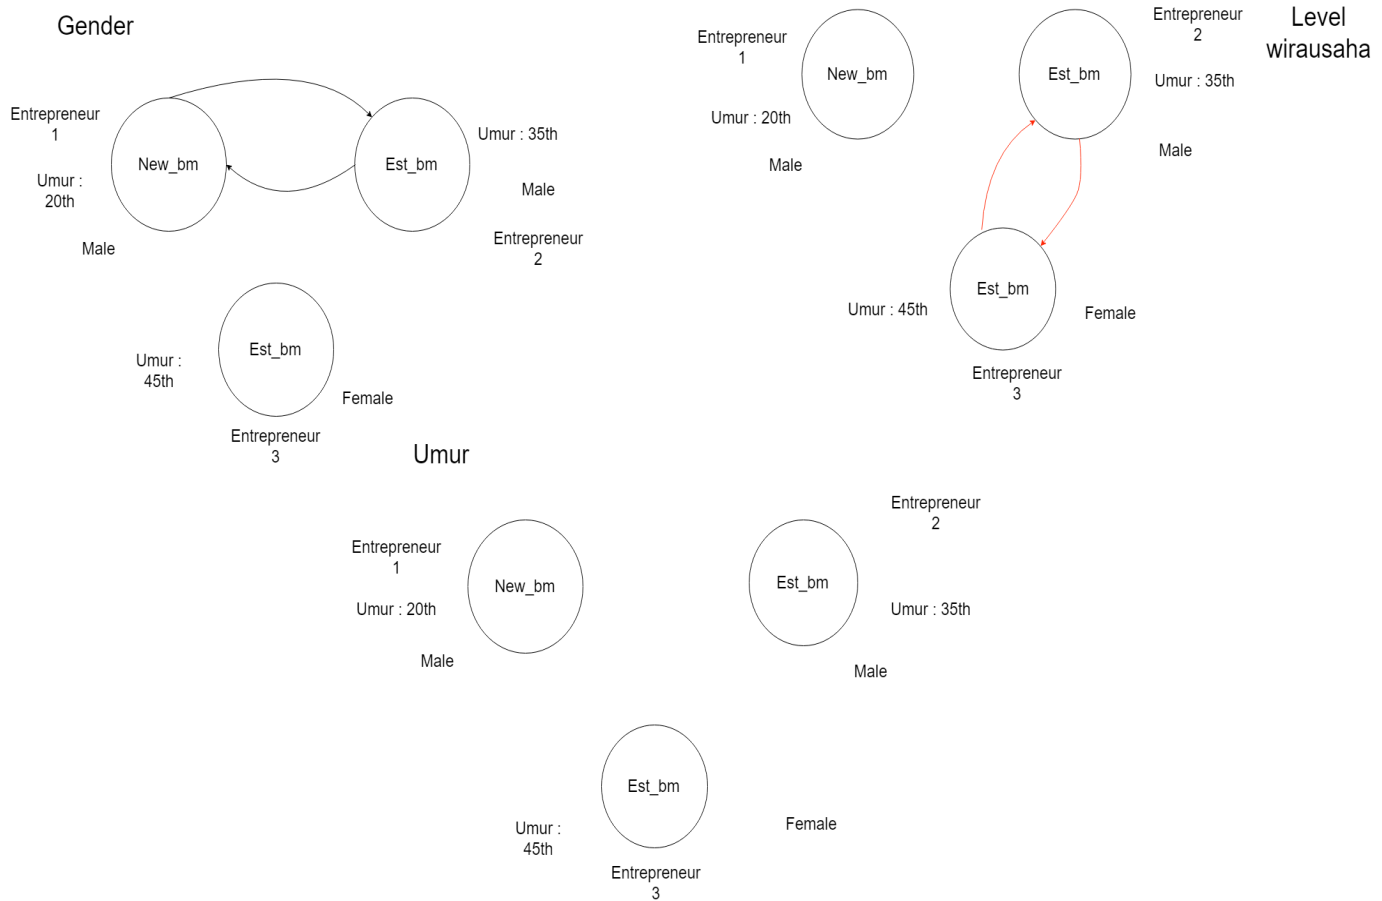 Gender
Entrepreneur
1
New_bm
Umur :
20th
Male
Est_bm
Umur : 35th
Male
Entrepreneur
2
Est_bm
Umur :
45th
Female
Entrepreneur
3
Level
wirausaha
Entrepreneur
1
New_bm
Umur : 20th
Male
Entrepreneur
2
Est_bm
Umur : 35th
Male
Est_bm
Umur : 45th
Female
Entrepreneur
3
Umur
Entrepreneur
1
New_bm
Umur : 20th
Male
Entrepreneur
2
Est_bm
Umur : 35th
Male
Est_bm
Umur :
45th
Female
Entrepreneur
3